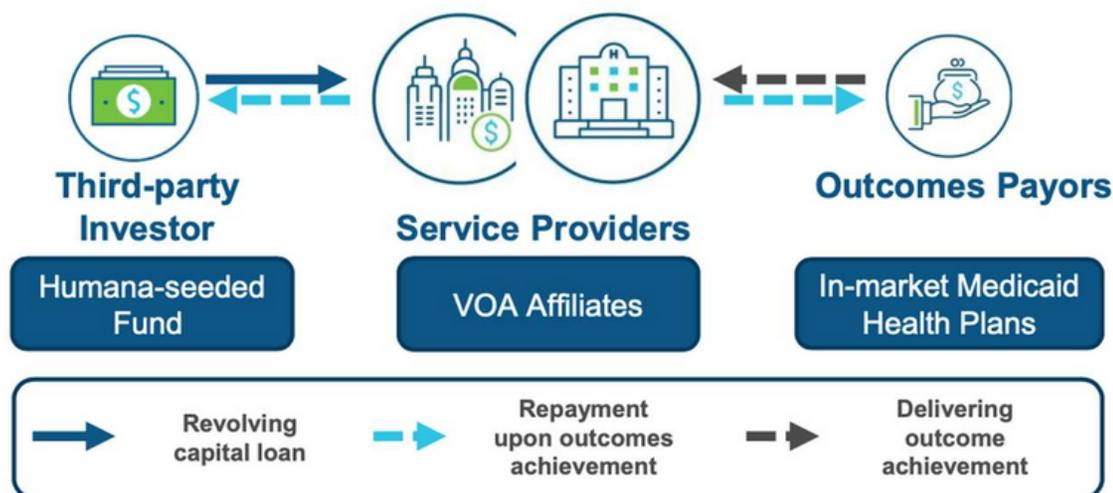 $
$
H
$
Third-party
Investor
Service Providers
Outcomes Payors
Humana-seeded
Fund
VOA Affiliates
In-market Medicaid
Health Plans
Revolving
capital loan
Repayment
upon outcomes
achievement
Delivering
outcome
achievement